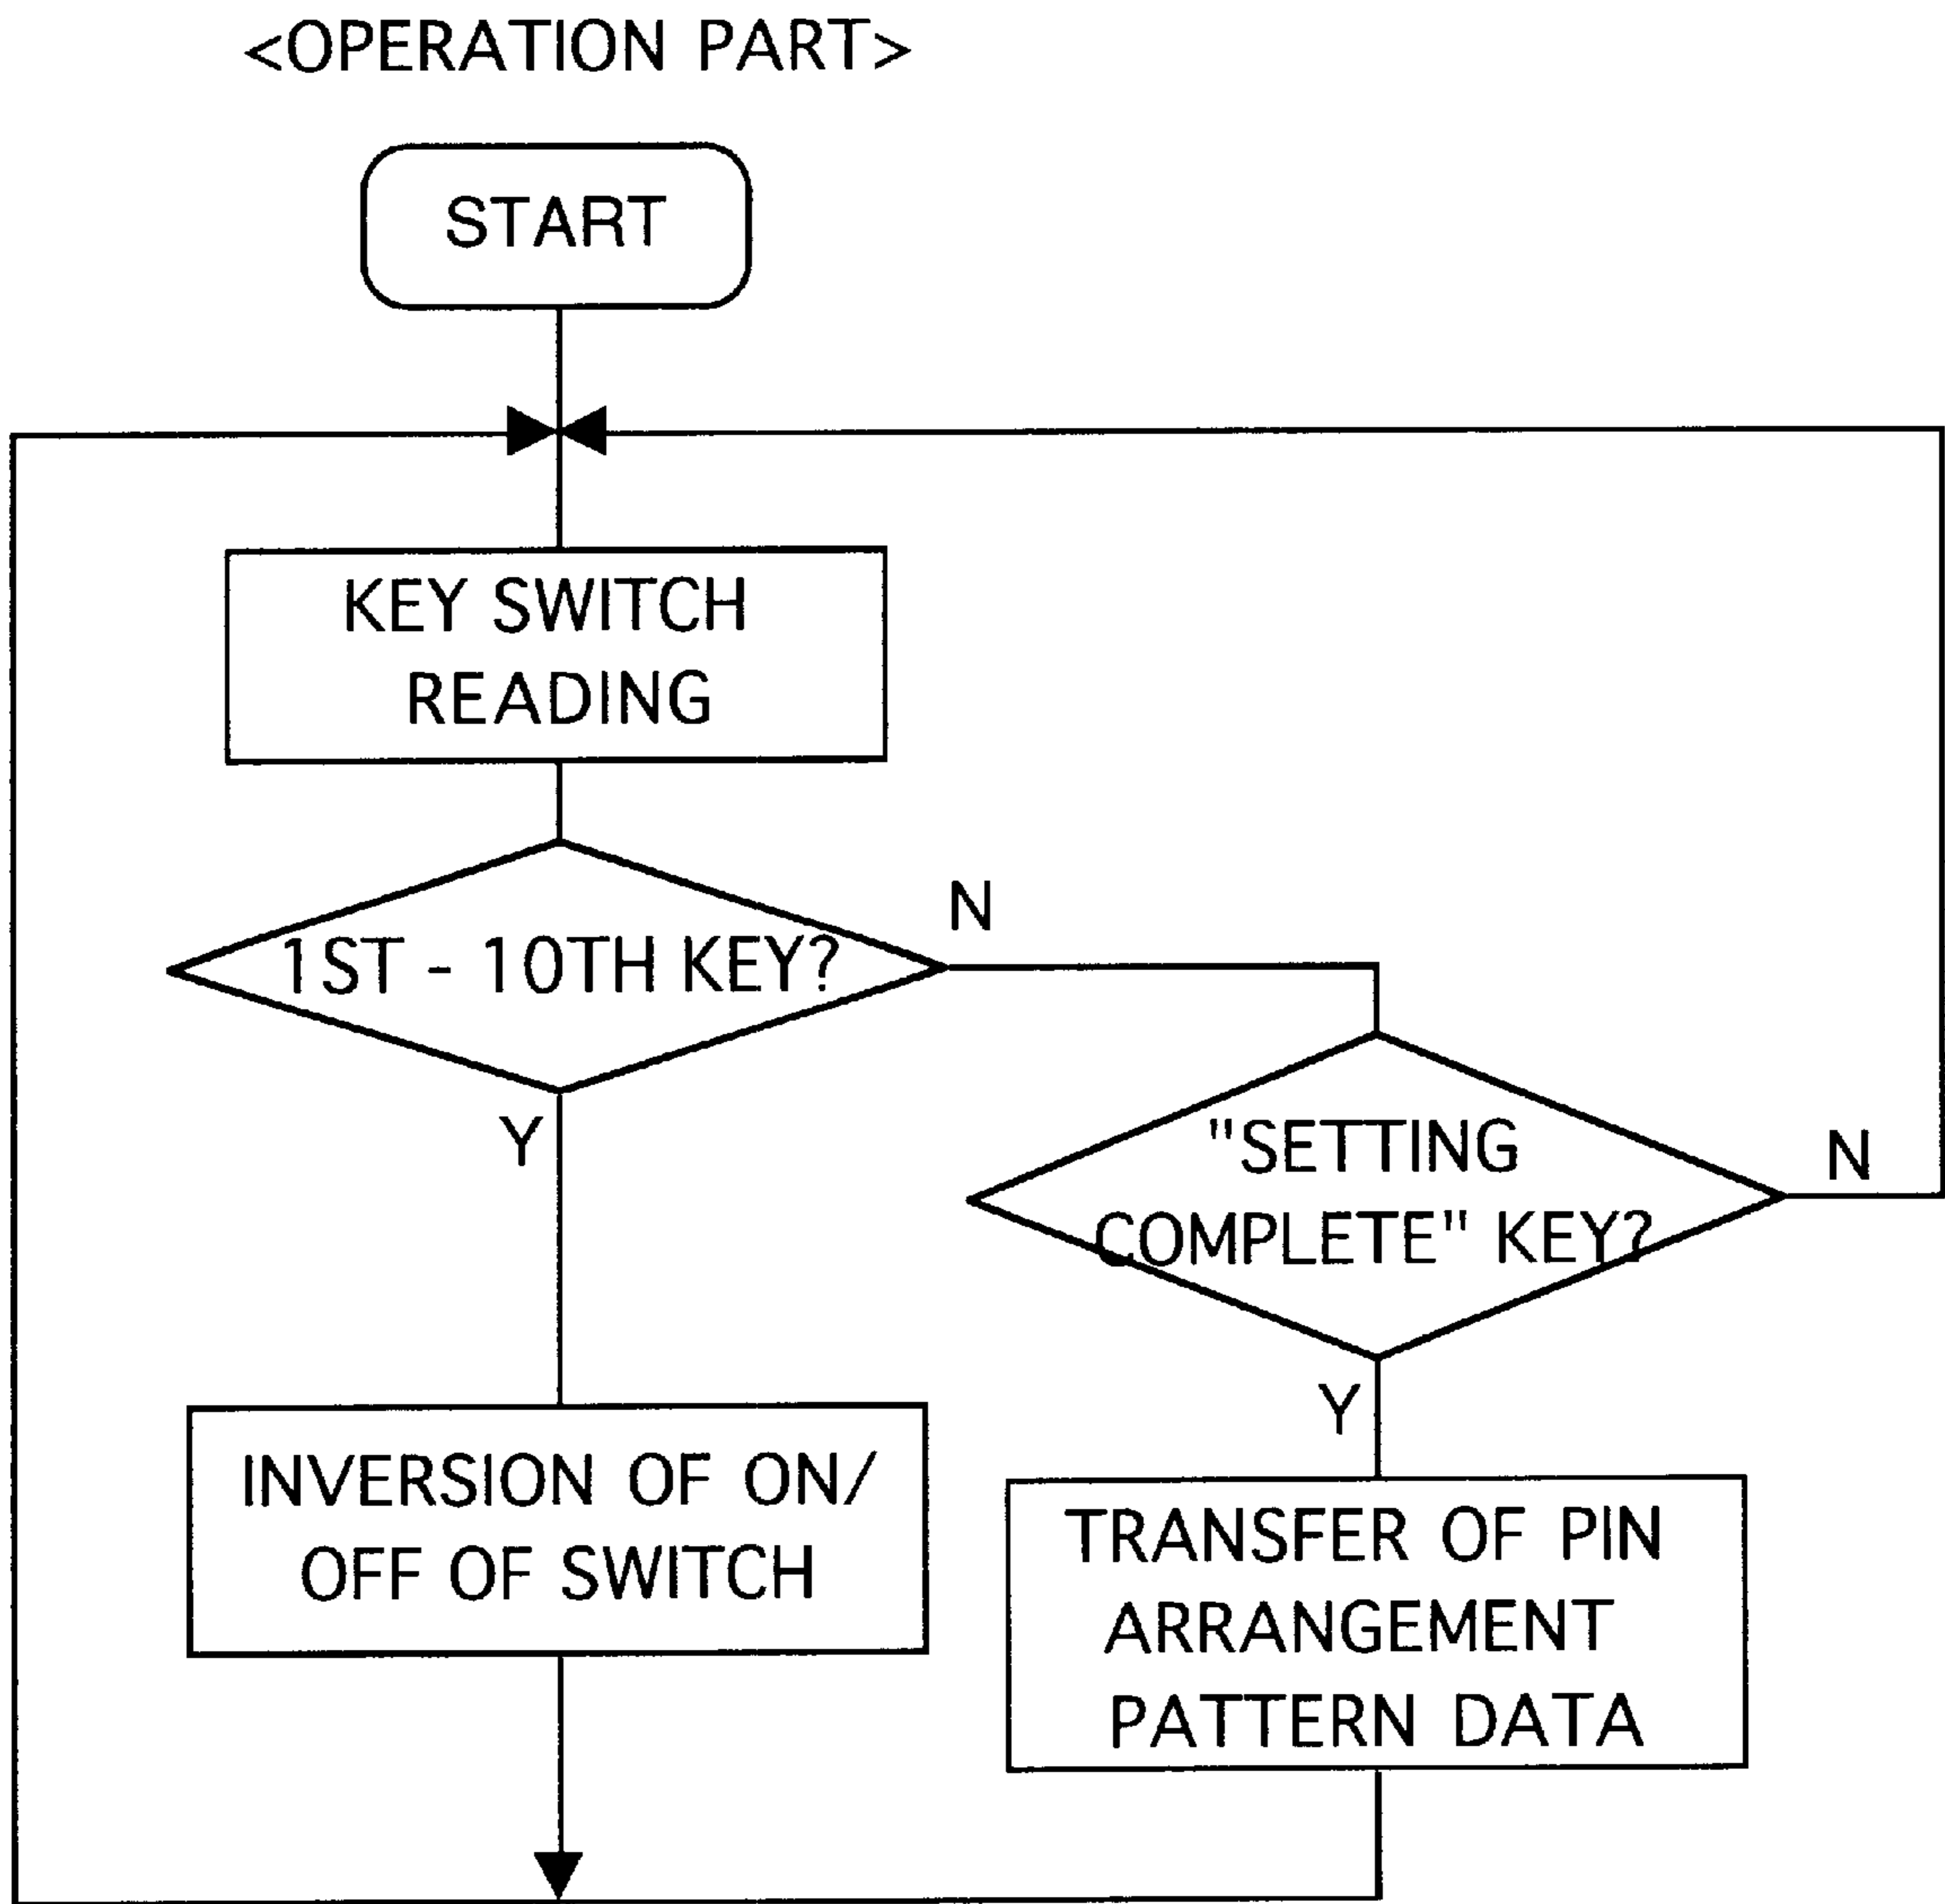 <OPERATION PART>
START
KEY SWITCH
READING
1ST - 10TH KEY?
N
Y
"SETTING
COMPLETE" KEY?
N
Y
INVERSION OF ON/
OFF OF SWITCH
TRANSFER OF PIN
ARRANGEMENT
PATTERN DATA